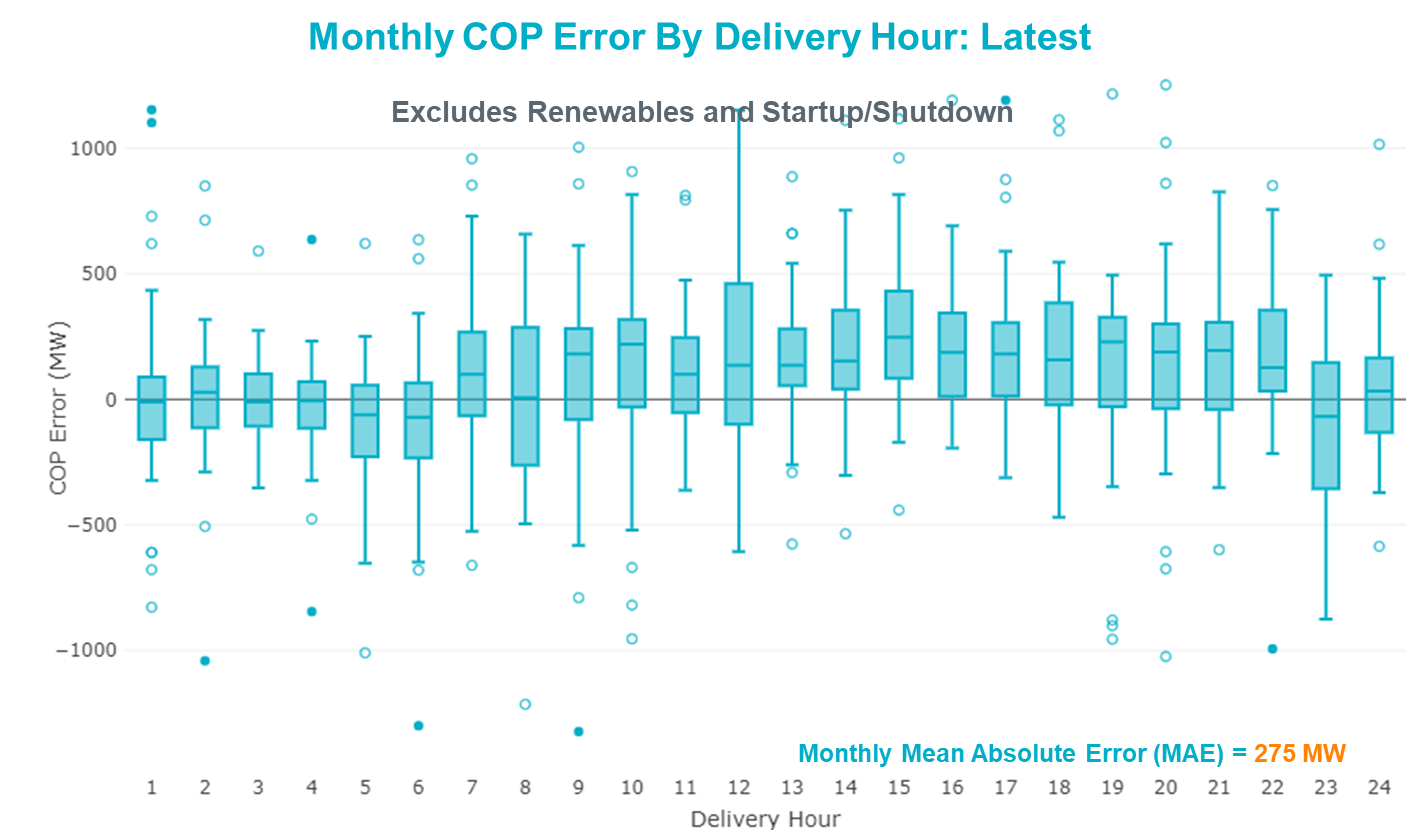 Monthly COP Error By Delivery Hour: Latest
Excludes Renewables and Startup/Shutdown
1000
500
0
−500
−1000
COP Error (MW)
Monthly Mean Absolute Error (MAE) = 275 MW
1 2 3 4 5 6 7 8 9 10 11 12 13 14 15 16 17 18 19 20 21 22 23 24
Delivery Hour